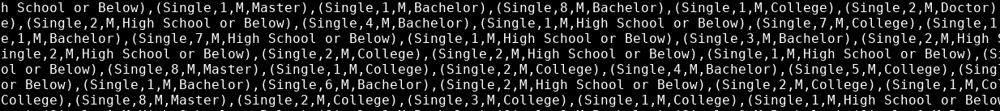 h School or Below),(Single,1,M,Master),(Single,1,M,Bachelor),(Single,8,M,Bachelor),(Single,1,M,College),(Single,2,M,Doctor)
e),(Single,2,M,High School or Below),(Single,4,M,Bachelor),(Single,1,M,High School or Below),(Single,7,M,College),(Single,1
e,1,M,Bachelor),(Single,7,M,High School or Below),(Single,1,M,High School or Below),(Single,3,M,Bachelor),(Single,2,M,High S
ingle,2,M,High School or Below),(Single,2,M,College),(Single,2,M,High School or Below),(Single,1,M,High School or Below),(Si
ol or Below),(Single,8,M,Master),(Single,1,M,College),(Single,2,M,College),(Single,4,M,Bachelor),(Single,5,M,College),(Singl
or Below),(Single,1,M,Bachelor),(Single,6,M,Bachelor),(Single,2,M,High School or Below),(Single,2,M,College),(Single,1,M,Col
College),(Single,8,M,Master),(Single,2,M,College),(Single,3,M,College),(Single,1,M,College),(Single,1,M,High School or Below